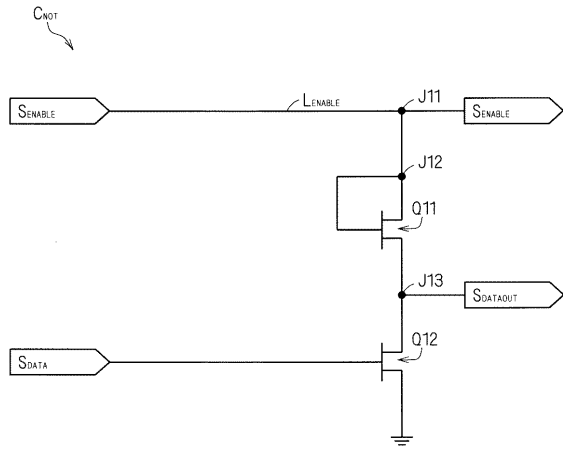 CNOT
SENABLE
LENABLE
J11
SENABLE
J12
Q11
J13
SDATAOUT
Q12
SDATA